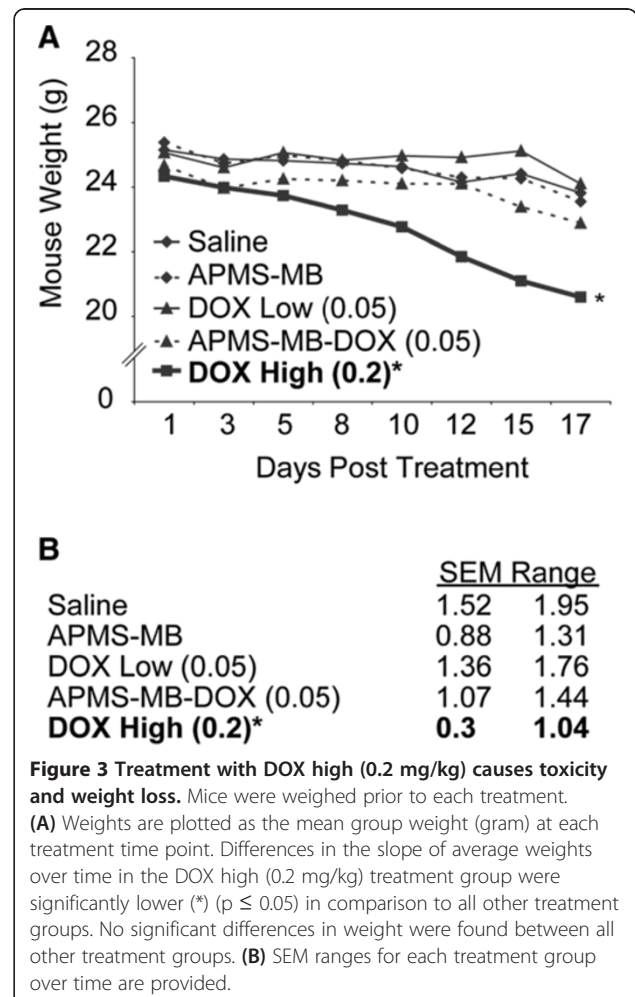 A
28
26
24
22
20
0
Mouse Weight (g)
Saline
APMS-MB
DOX Low (0.05)
APMS-MB-DOX (0.05)
DOX High (0.2)*
*
1 3 5 8 10 12 15 17
Days Post Treatment
B
SEM Range
Saline 1.52 1.95
APMS-MB 0.88 1.31
DOX Low (0.05) 1.36 1.76
APMS-MB-DOX (0.05) 1.07 1.44
DOX High (0.2)* 0.3 1.04
Figure 3 Treatment with DOX high (0.2 mg/kg) causes toxicity
and weight loss. Mice were weighed prior to each treatment.
(A) Weights are plotted as the mean group weight (gram) at each
treatment time point. Differences in the slope of average weights
over time in the DOX high (0.2 mg/kg) treatment group were
significantly lower (*) (p ≤ 0.05) in comparison to all other treatment
groups. No significant differences in weight were found between all
other treatment groups. (B) SEM ranges for each treatment group
over time are provided.